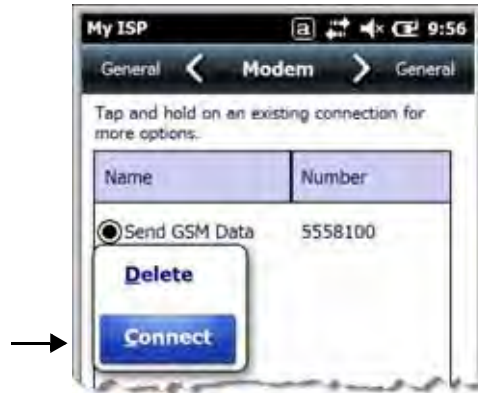 My ISP a 9:56
General Modem General
Tap and hold on an existing connection for
more options.
Name Number
Send GSM Data 5558100
Delete
Connect